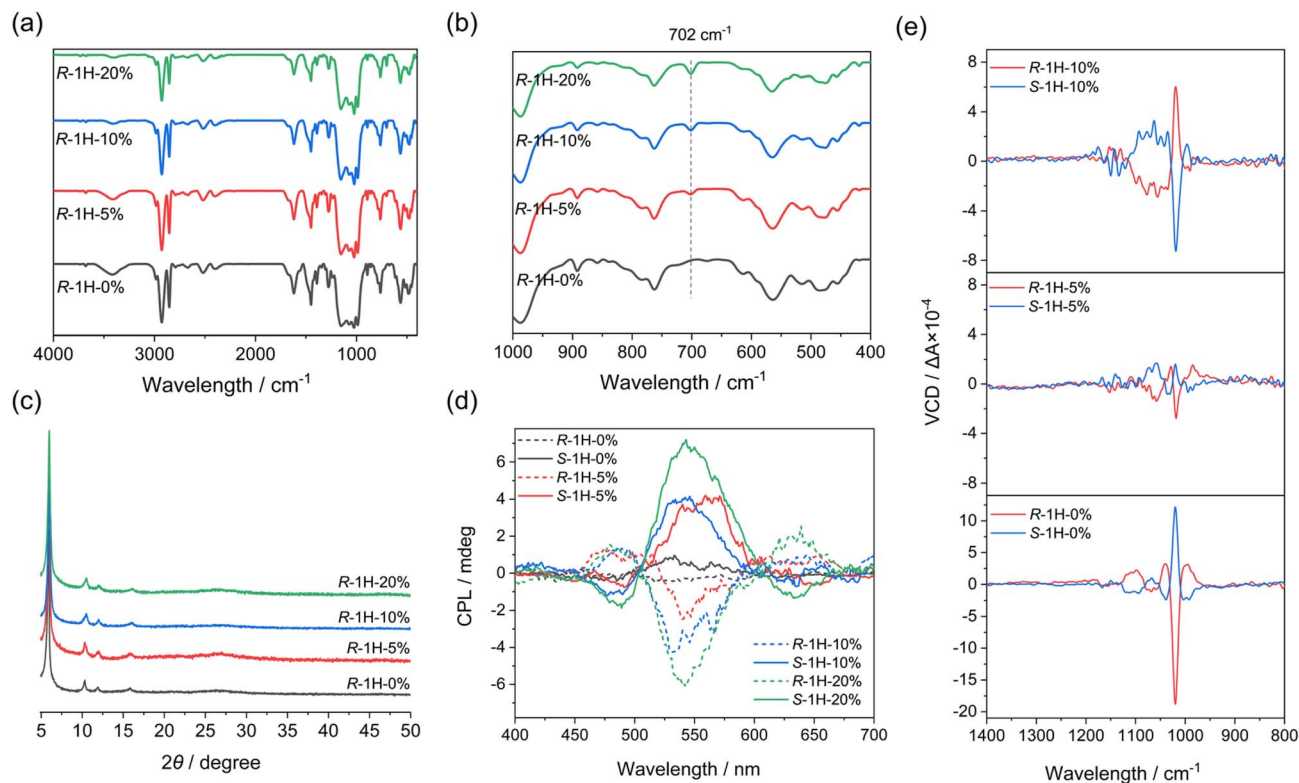 (a)
R-1H-20%
R-1H-10%
R-1H-5%
R-1H-0%
4000 3000 2000 1000
Wavelength / cm⁻¹
(b)
702 cm⁻¹
R-1H-20%
R-1H-10%
R-1H-5%
R-1H-0%
1000 900 800 700 600 500 400
Wavelength / cm⁻¹
(c)
R-1H-20%
R-1H-10%
R-1H-5%
R-1H-0%
5 10 15 20 25 30 35 40 45 50
2θ / degree
(d)
R-1H-0%
S-1H-0%
R-1H-5%
S-1H-5%
R-1H-10%
S-1H-10%
R-1H-20%
S-1H-20%
6
4
2
0
-2
-4
-6
CPL / mdeg
400 450 500 550 600 650 700
Wavelength / nm
(e)
R-1H-10%
S-1H-10%
8
4
0
-4
8
R-1H-5%
S-1H-5%
8
4
0
-4
-8
R-1H-0%
S-1H-0%
10
5
0
-5
-10
-15
-20
VCD / ΔA×10⁻⁴
1400 1300 1200 1100 1000 900 800
Wavelength / cm⁻¹